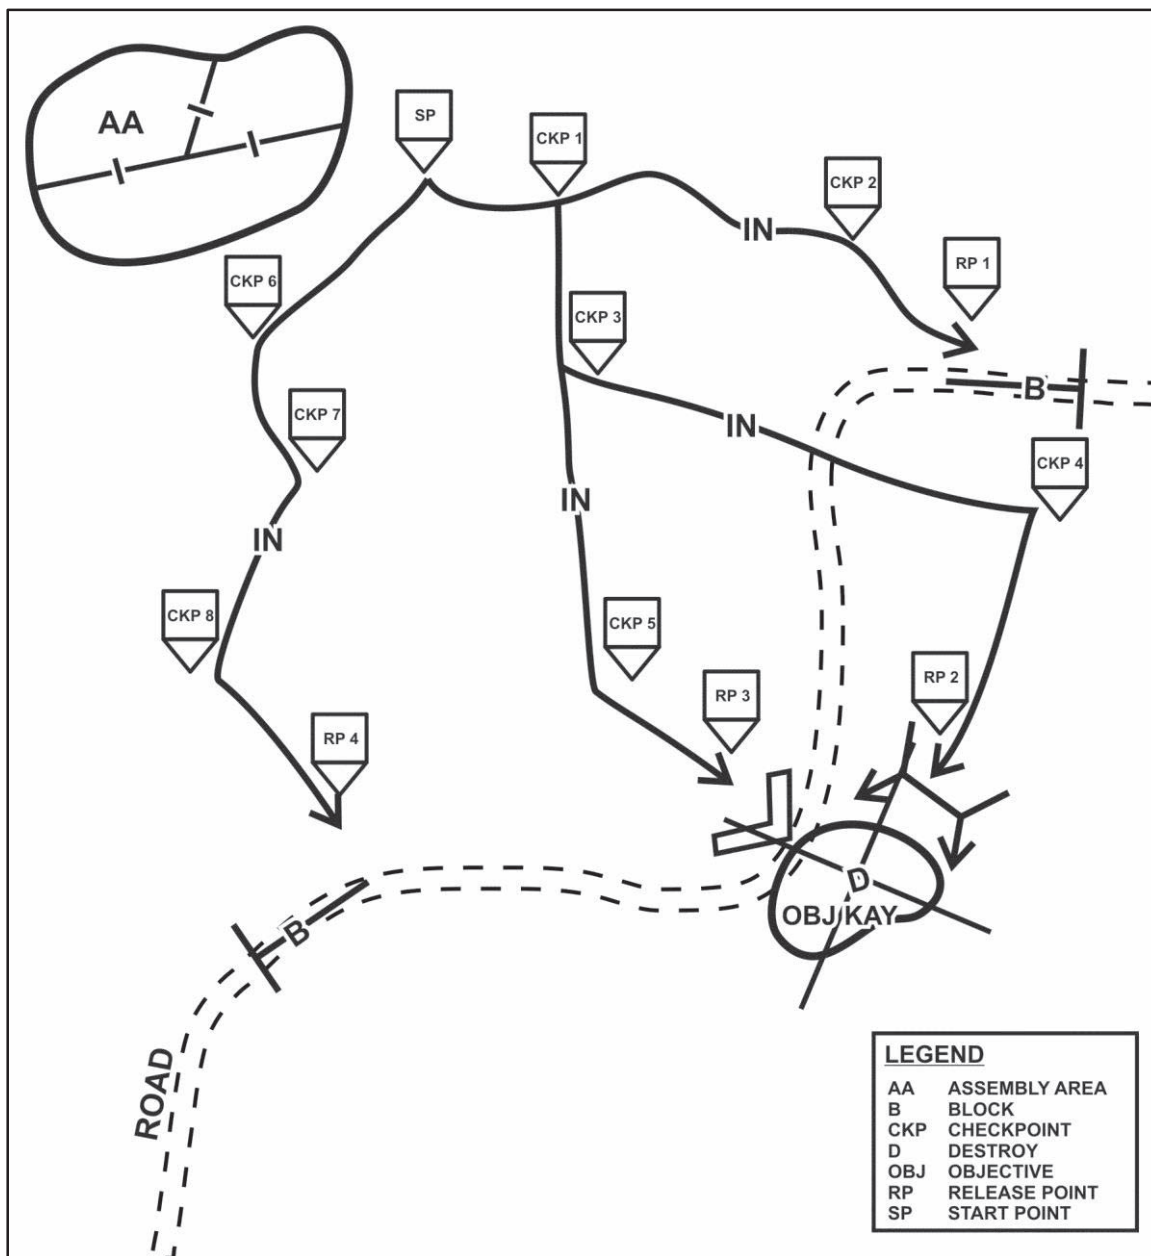 AA
SP
CKP 1
CKP 2
IN
RP 1
CKP 6
CKP 3
B
CKP 7
IN
CKP 4
IN
IN
CKP 8
CKP 5
RP 2
RP 3
RP 4
D
OBJ KAY
B
ROAD
LEGEND
AA ASSEMBLY AREA
B BLOCK
CKP CHECKPOINT
D DESTROY
OBJ OBJECTIVE
RP RELEASE POINT
SP START POINT